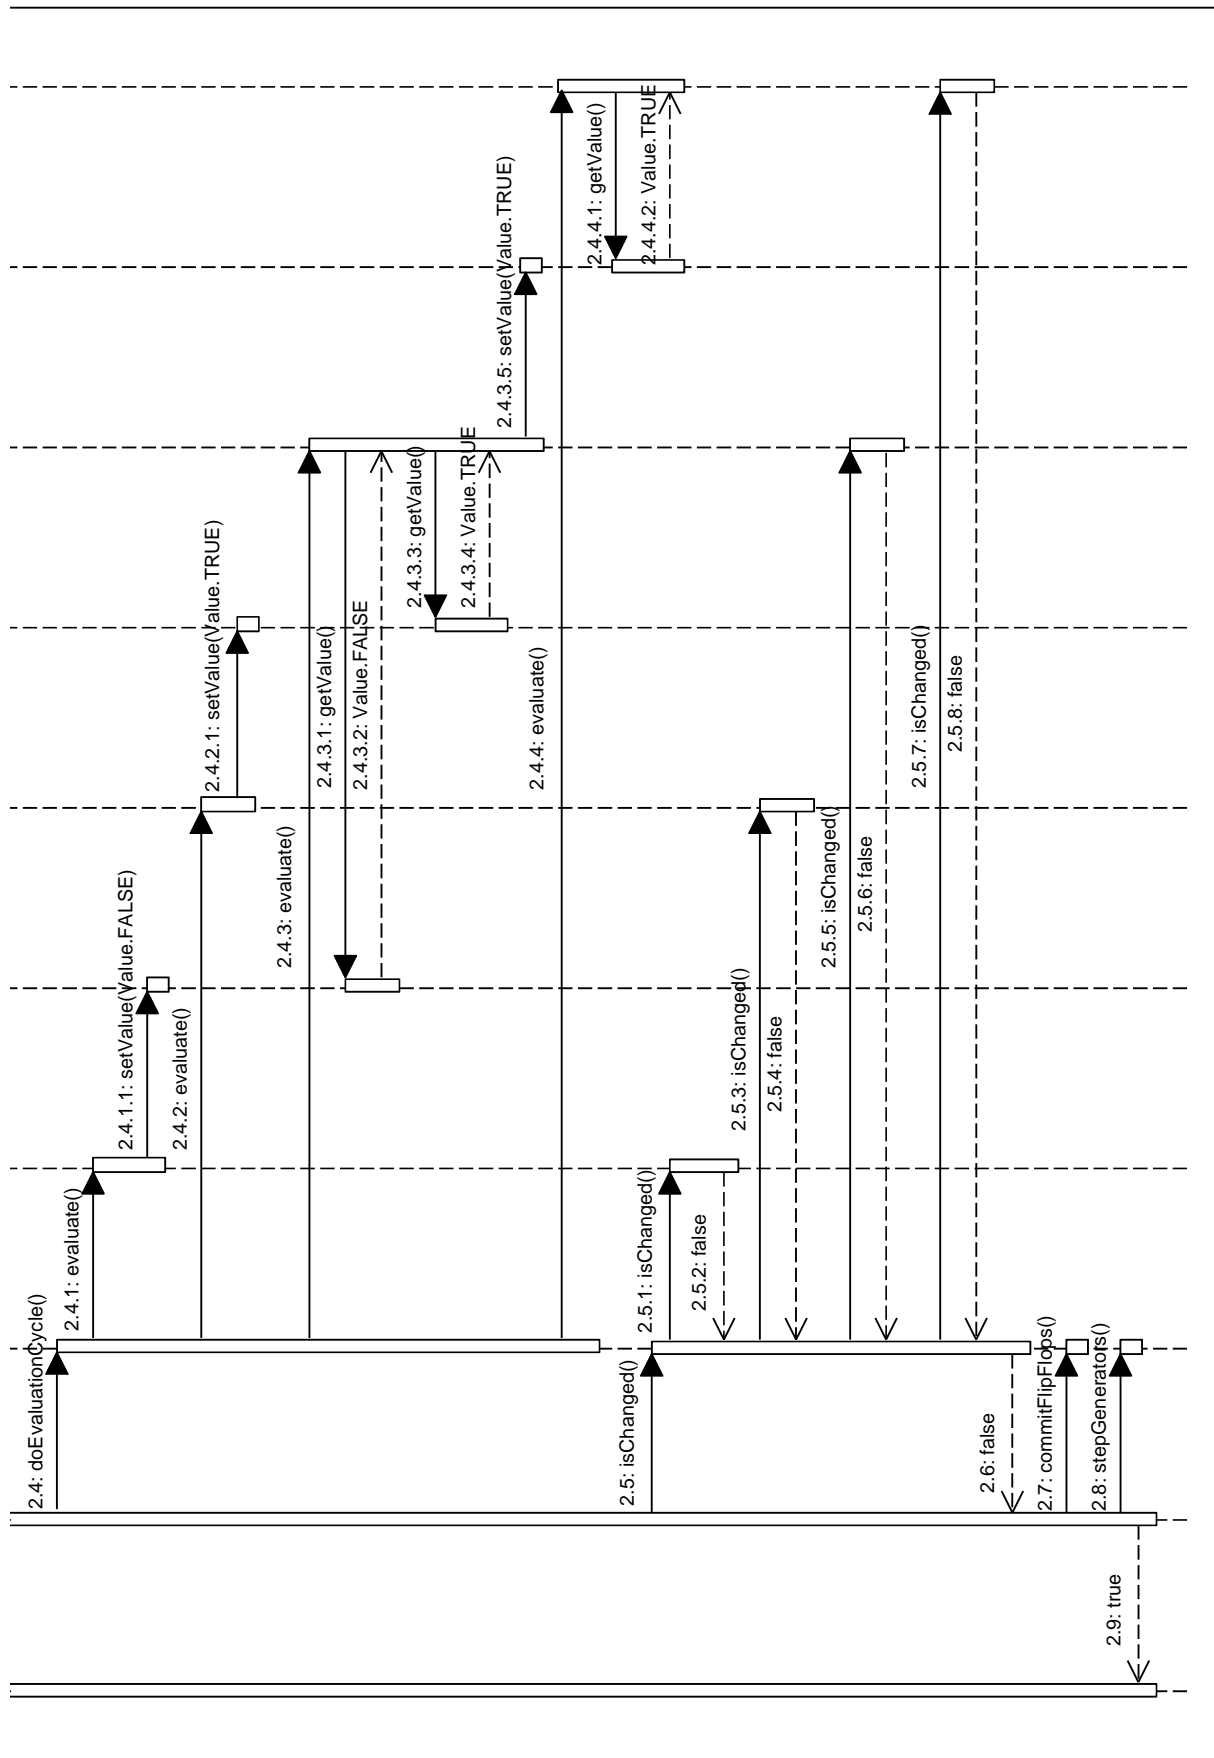 2.4: doEvaluationCycle()
2.4.1: evaluate()
2.4.1.1: setValue(Value.FALSE)
2.4.2: evaluate()
2.4.2.1: setValue(Value.TRUE)
2.4.3: evaluate()
2.4.3.1: getValue()
2.4.3.2: Value.FALSE
2.4.3.3: getValue()
2.4.3.4: Value.TRUE
2.4.3.5: setValue(Value.TRUE)
2.4.4: evaluate()
2.4.4.1: getValue()
2.4.4.2: Value.TRUE
2.5: isChanged()
2.5.1: isChanged()
2.5.2: false
2.5.3: isChanged()
2.5.4: false
2.5.5: isChanged()
2.5.6: false
2.5.7: isChanged()
2.5.8: false
2.6: false
2.7: commitFlipFlops()
2.8: stepGenerators()
2.9: true